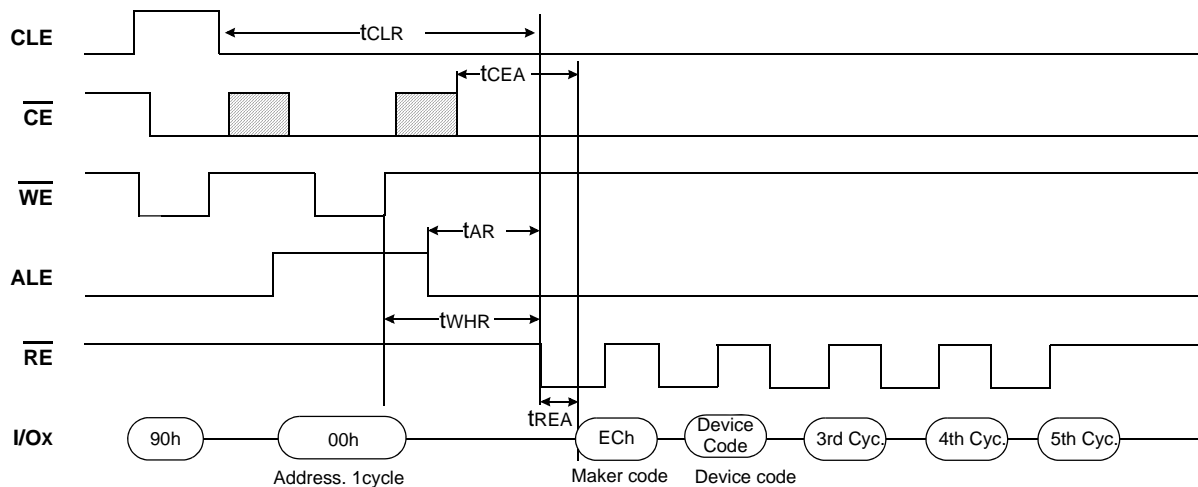 CLE
tCLR
tCEA
CE
WE
tAR
ALE
tWHR
RE
tREA
I/Ox
90h
00h
ECh
Device
Code
3rd Cyc.
4th Cyc.
5th Cyc.
Address. 1cycle
Maker code
Device code